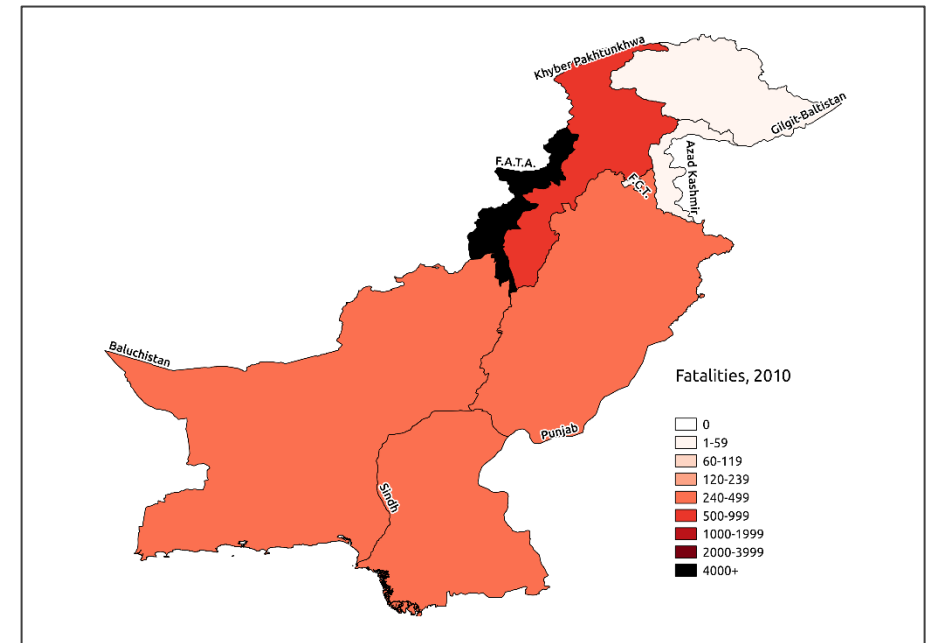 Khyber Pakhtunkhwa
Gilgit-Baltistan
Azad Kashmir
F.A.T.A.
F.C.T.
Baluchistan
Punjab
Sindh
Fatalities, 2010
0
1-59
60-119
120-239
240-499
500-999
1000-1999
2000-3999
4000+